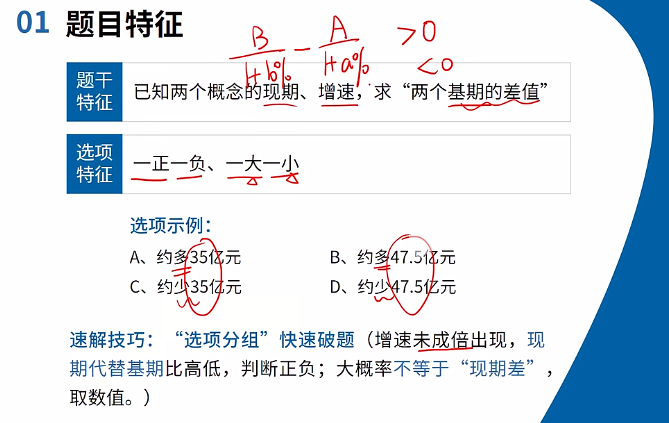 01 题目特征
B/1+b% - A/1+a% >0
<0
题干特征
已知两个概念的现期、增速，求“两个基期的差值”
选项特征
一正一负、一大一小
选项示例：
A、约多35亿元 B、约多47.5亿元
C、约少35亿元 D、约少47.5亿元
速解技巧：“选项分组”快速破题（增速未成倍出现，现
期代替基期比高低，判断正负；大概率不等于“现期差”，
取数值。）